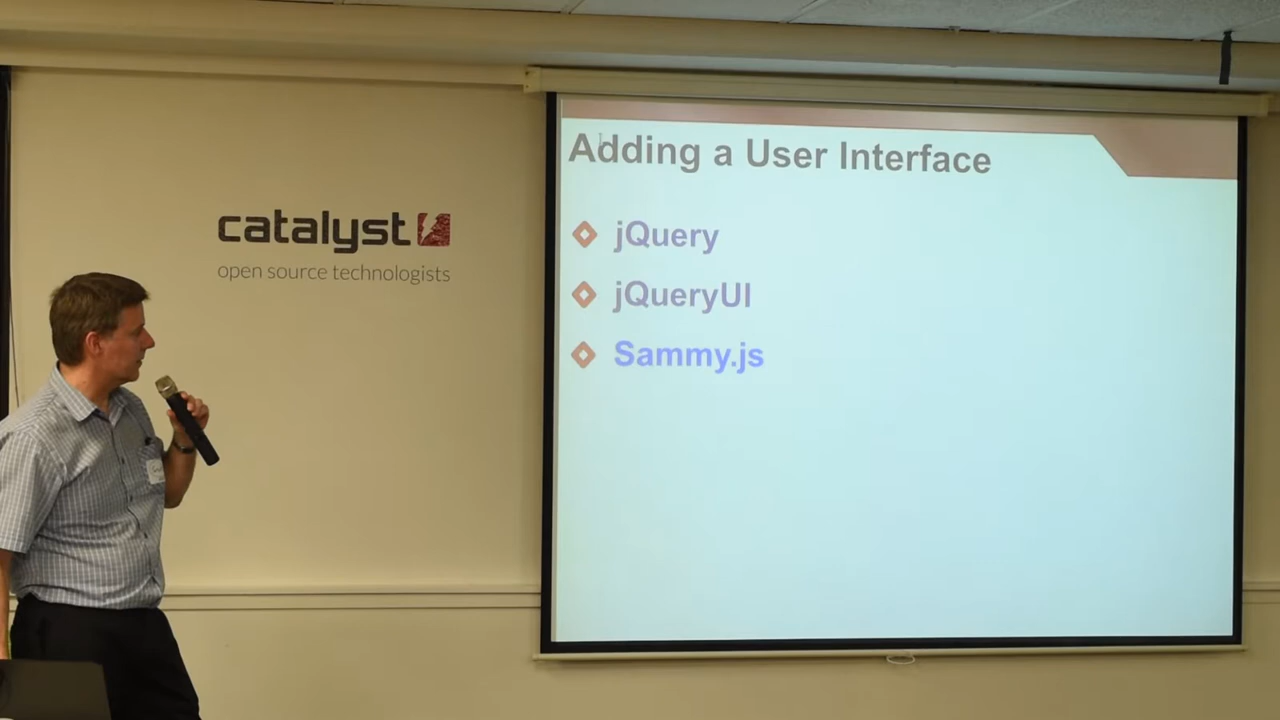 Adding a User Interface
jQuery
jQueryUI
Sammy.js
catalyst
open source technologists